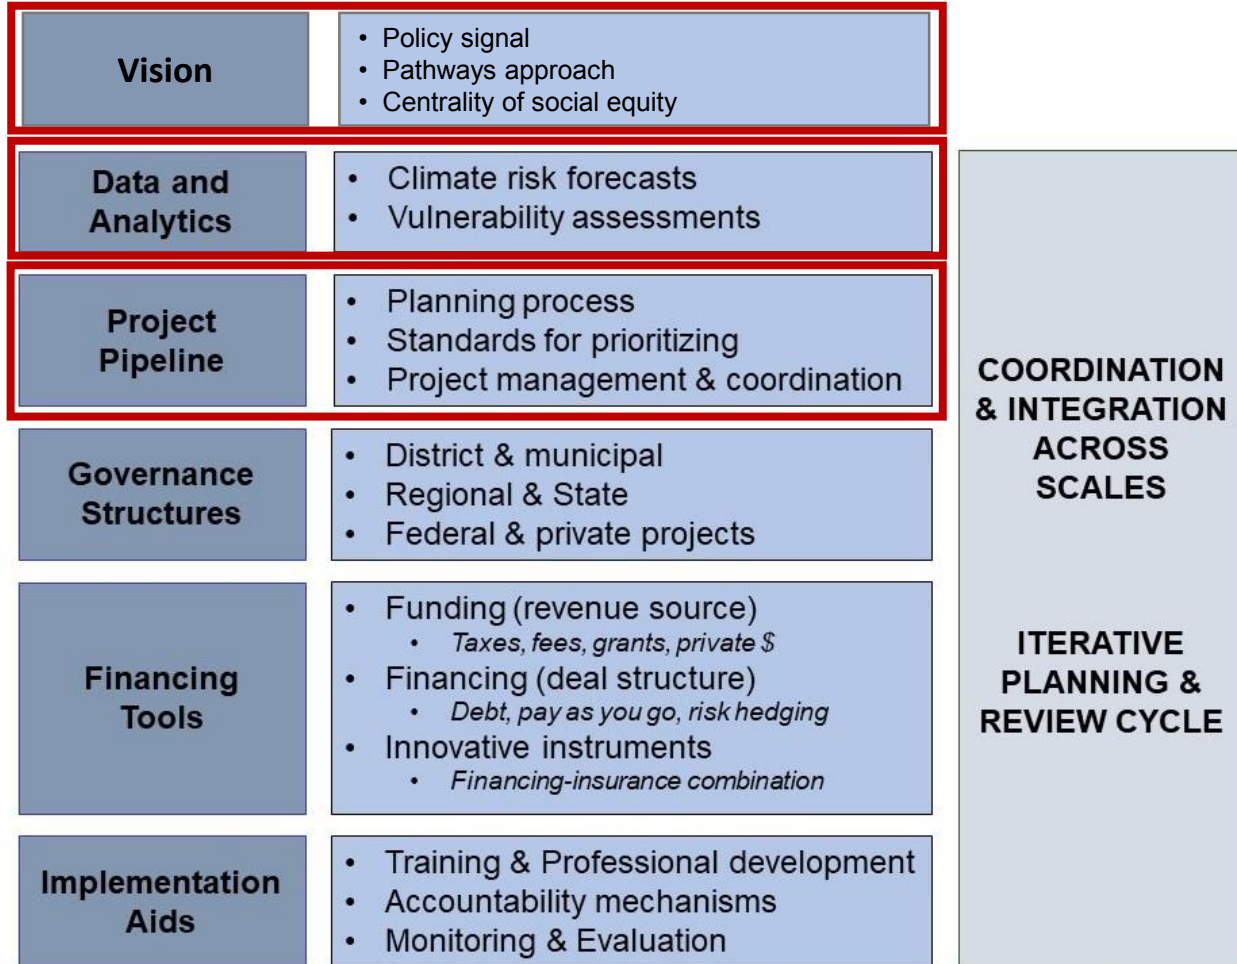 Vision
• Policy signal
• Pathways approach
• Centrality of social equity
Data and
Analytics
• Climate risk forecasts
• Vulnerability assessments
Project
Pipeline
• Planning process
• Standards for prioritizing
• Project management & coordination
Governance
Structures
• District & municipal
• Regional & State
• Federal & private projects
Financing
Tools
• Funding (revenue source)
• Taxes, fees, grants, private $
• Financing (deal structure)
• Debt, pay as you go, risk hedging
• Innovative instruments
• Financing-insurance combination
Implementation
Aids
• Training & Professional development
• Accountability mechanisms
• Monitoring & Evaluation
COORDINATION
& INTEGRATION
ACROSS
SCALES
ITERATIVE
PLANNING &
REVIEW CYCLE